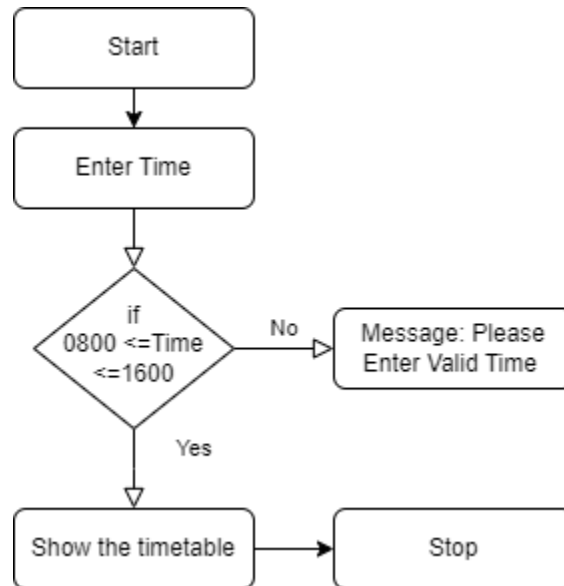 Start
Enter Time
if
0800 <=Time
<=1600
No
Message: Please
Enter Valid Time
Yes
Show the timetable
Stop